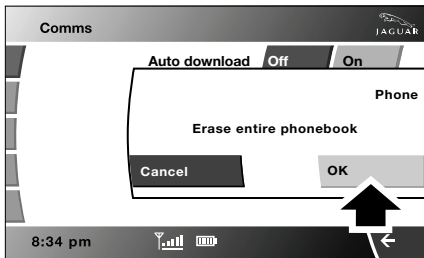 Comms
JAGUAR
Auto download Off On
Phone
Erase entire phonebook
Cancel OK
8:34 pm